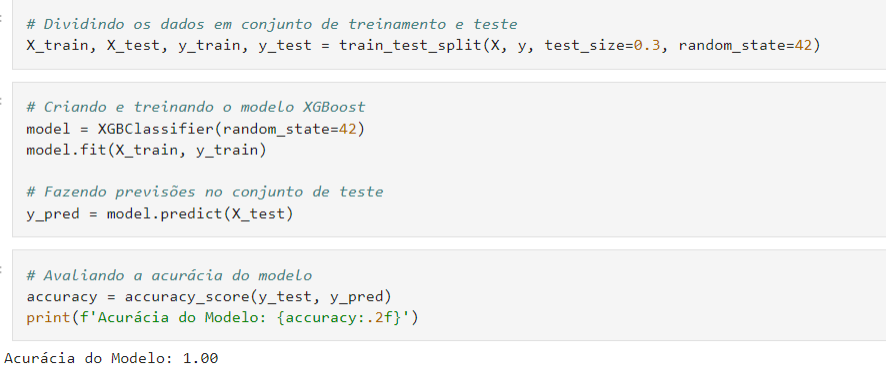 # Dividindo os dados em conjunto de treinamento e teste
X_train, X_test, y_train, y_test = train_test_split(X, y, test_size=0.3, random_state=42)
# Criando e treinando o modelo XGBoost
model = XGBClassifier(random_state=42)
model.fit(X_train, y_train)
# Fazendo previsões no conjunto de teste
y_pred = model.predict(X_test)
# Avaliando a acurácia do modelo
accuracy = accuracy_score(y_test, y_pred)
print(f'Acurácia do Modelo: {accuracy:.2f}')
Acurácia do Modelo: 1.00